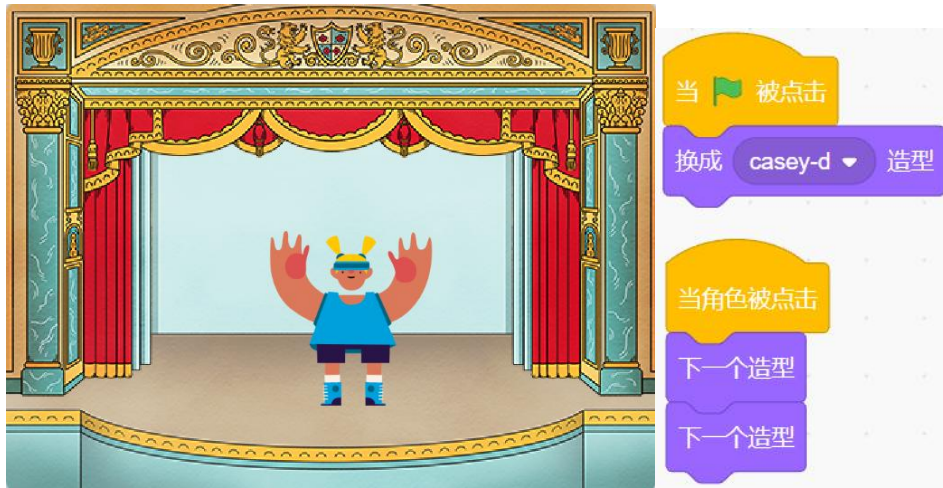 当 被点击
换成 casey-d 造型
当角色被点击
下一个造型
下一个造型